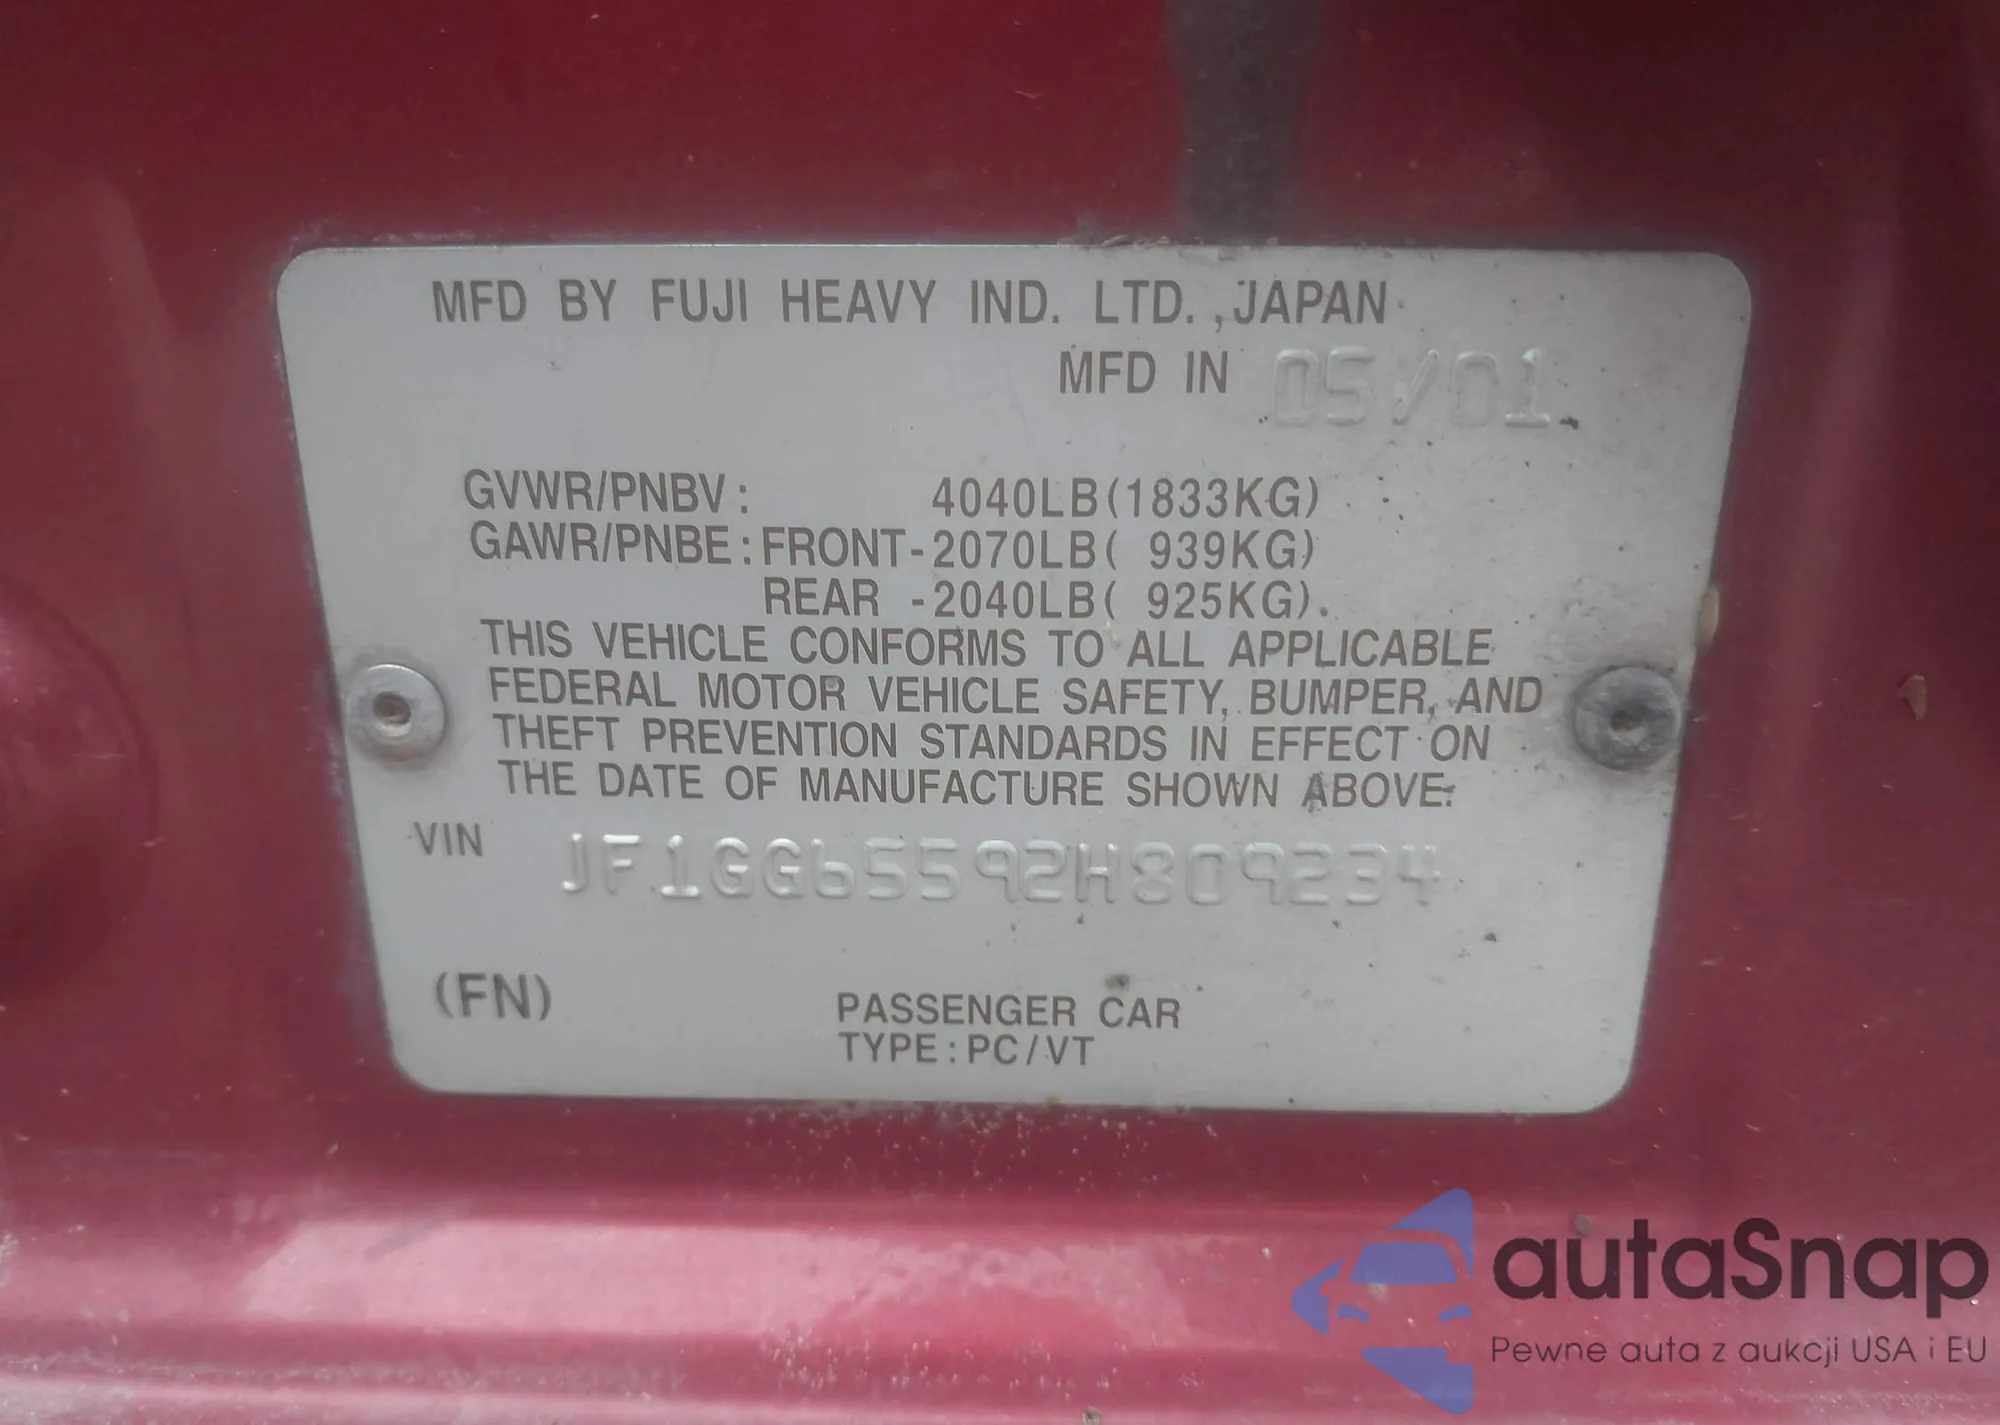 MFD BY FUJI HEAVY IND. LTD. ,JAPAN
MFD IN 05/01
GVWR/PNBV: 4040LB(1833KG)
GAWR/PNBE:FRONT-2070LB( 939KG)
REAR -2040LB( 925KG).
THIS VEHICLE CONFORMS TO ALL APPLICABLE
FEDERAL MOTOR VEHICLE SAFETY, BUMPER, AND
THEFT PREVENTION STANDARDS IN EFFECT ON
THE DATE OF MANUFACTURE SHOWN ABOVE.
VIN JF1GG65592H809234
(FN)
PASSENGER CAR
TYPE:PC/VT
autaSnap
Pewne auta z aukcji USA i EU